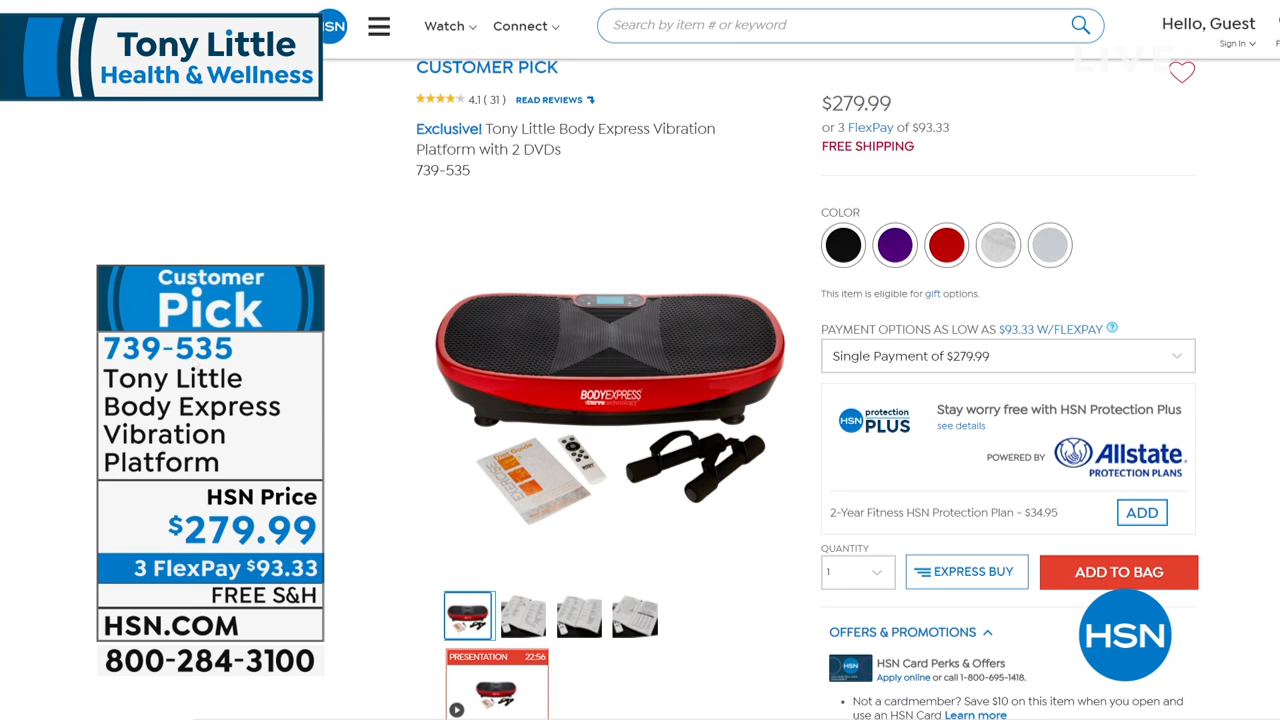 Tony Little
Health & Wellness
SN
Watch
Connect
Search by item # or keyword
Hello, Guest
Sign In
LIVE
CUSTOMER PICK
4.1 ( 31 ) READ REVIEWS
Exclusive! Tony Little Body Express Vibration
Platform with 2 DVDs
739-535
$279.99
or 3 FlexPay of $93.33
FREE SHIPPING
COLOR
This item is eligible for gift options.
PAYMENT OPTIONS AS LOW AS $93.33 W/FLEXPAY ?
Single Payment of $279.99
HSN protection PLUS
Stay worry free with HSN Protection Plus
see details
POWERED BY Allstate
PROTECTION PLANS
2-Year Fitness HSN Protection Plan - $34.95
ADD
QUANTITY
1
EXPRESS BUY
ADD TO BAG
OFFERS & PROMOTIONS
HSN
HSN
HSN Card Perks & Offers
Apply online or call 1-800-695-1418.
• Not a cardmember? Save $10 on this item when you open and
use an HSN Card Learn more
Customer
Pick
739-535
Tony Little
Body Express
Vibration
Platform
HSN Price
$279.99
3 FlexPay $93.33
FREE S&H
HSN.COM
800-284-3100
BODYEXPRESS
EXERCISE
PRESENTATION 22:56